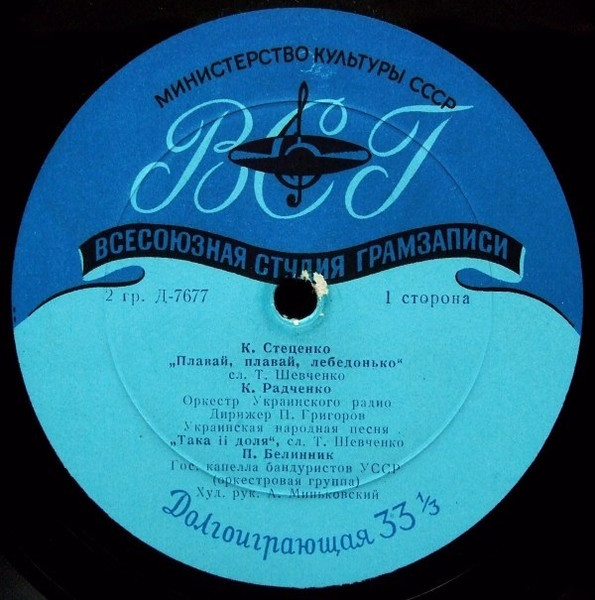 МИНИСТЕРСТВО КУЛЬТУРЫ СССР
ВСГ
ВСЕСОЮЗНАЯ СТУДИЯ ГРАМЗАПИСИ
2 гр. Д-7677 1 сторона
К. Стеценко
„Плавай, плавай, лебедонько“
сл. Т. Шевченко
К. Радченко
Оркестр Украинского радио
Дирижер П. Григоров
Украинская народная песня
„Така іі доля“, сл. Т. Шевченко
П. Белинник
Гос. капелла бандуристов УССР
(оркестровая группа)
Худ. рук. А. Миньковский
Долгоиграющая 33 1/3